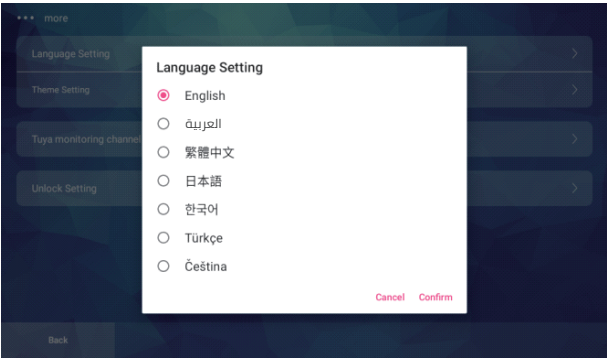 ••• more
Language Setting
Theme Setting
Tuya monitoring channel
Unlock Setting
Language Setting
English
العربية
繁體中文
日本語
한국어
Türkçe
Čeština
Cancel Confirm
Back